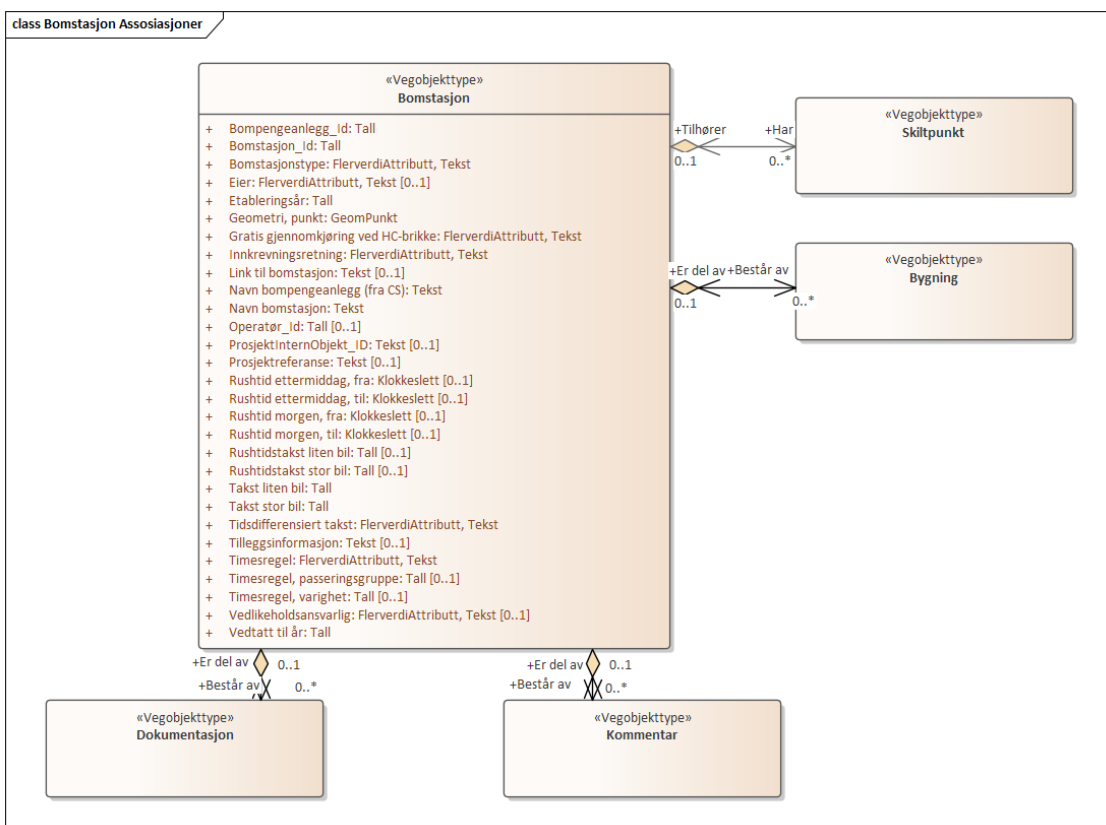 class Bomstasjon Assosiasjoner
«Vegobjekttype»
Bomstasjon
+ Bompengeanlegg_Id: Tall
+ Bomstasjon_Id: Tall
+ Bomstasjonstype: FlerverdiAttributt, Tekst
+ Eier: FlerverdiAttributt, Tekst [0..1]
+ Etableringsår: Tall
+ Geometri, punkt: GeomPunkt
+ Gratis gjennomkjøring ved HC-brikke: FlerverdiAttributt, Tekst
+ Innkrevningsretning: FlerverdiAttributt, Tekst
+ Link til bomstasjon: Tekst [0..1]
+ Navn bompengeanlegg (fra CS): Tekst
+ Navn bomstasjon: Tekst
+ Operatør_Id: Tall [0..1]
+ ProsjektInternObjekt_ID: Tekst [0..1]
+ Prosjektreferanse: Tekst [0..1]
+ Rushtid ettermiddag, fra: Klokkeslett [0..1]
+ Rushtid ettermiddag, til: Klokkeslett [0..1]
+ Rushtid morgen, fra: Klokkeslett [0..1]
+ Rushtid morgen, til: Klokkeslett [0..1]
+ Rushtidstakst liten bil: Tall [0..1]
+ Rushtidstakst stor bil: Tall [0..1]
+ Takst liten bil: Tall
+ Takst stor bil: Tall
+ Tidsdifferensiert takst: FlerverdiAttributt, Tekst
+ Tilleggsinformasjon: Tekst [0..1]
+ Timesregel: FlerverdiAttributt, Tekst
+ Timesregel, passeringsgruppe: Tall [0..1]
+ Timesregel, varighet: Tall [0..1]
+ Vedlikeholdsansvarlig: FlerverdiAttributt, Tekst [0..1]
+ Vedtatt til år: Tall
+Tilhører +Har
0..1 0..*
«Vegobjekttype»
Skiltpunkt
+Er del av +Består av
0..1 0..*
«Vegobjekttype»
Bygning
+Er del av 0..1
+Består av 0..*
«Vegobjekttype»
Dokumentasjon
+Er del av 0..1
+Består av 0..*
«Vegobjekttype»
Kommentar